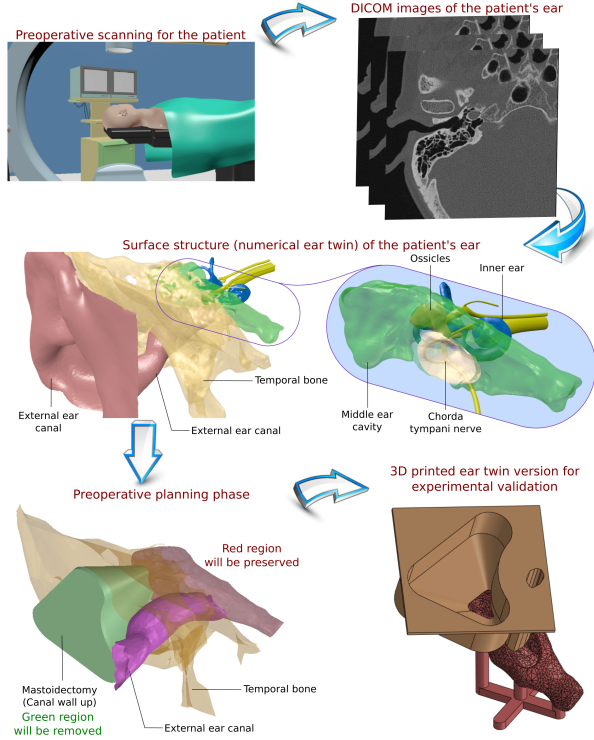 Preoperative scanning for the patient
DICOM images of the patient's ear
Surface structure (numerical ear twin) of the patient's ear
Ossicles
Inner ear
Temporal bone
External ear
canal
External ear canal
Middle ear
cavity
Chorda
tympani nerve
Preoperative planning phase
3D printed ear twin version for
experimental validation
Red region
will be preserved
Mastoidectomy
(Canal wall up)
Green region
will be removed
Temporal bone
External ear canal